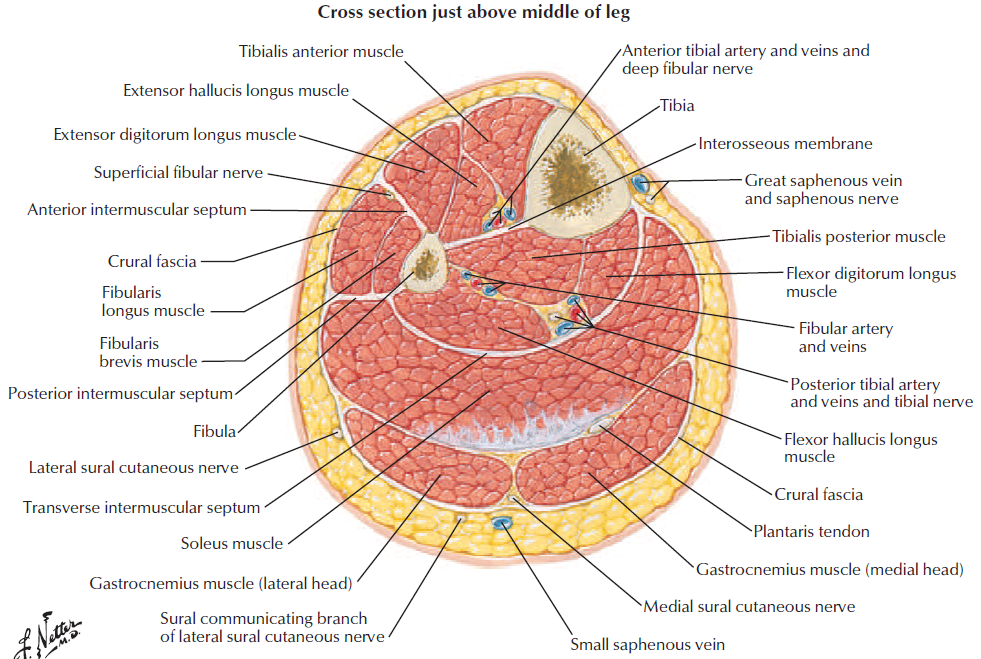 Cross section just above middle of leg
Tibialis anterior muscle
Extensor hallucis longus muscle
Extensor digitorum longus muscle
Superficial fibular nerve
Anterior intermuscular septum
Crural fascia
Fibularis
longus muscle
Fibularis
brevis muscle
Posterior intermuscular septum
Fibula
Lateral sural cutaneous nerve
Transverse intermuscular septum
Soleus muscle
Gastrocnemius muscle (lateral head)
Sural communicating branch
of lateral sural cutaneous nerve
Anterior tibial artery and veins and
deep fibular nerve
Tibia
Interosseous membrane
Great saphenous vein
and saphenous nerve
Tibialis posterior muscle
Flexor digitorum longus
muscle
Fibular artery
and veins
Posterior tibial artery
and veins and tibial nerve
Flexor hallucis longus
muscle
Crural fascia
Plantaris tendon
Gastrocnemius muscle (medial head)
Medial sural cutaneous nerve
Small saphenous vein
F. Netter
M.D.